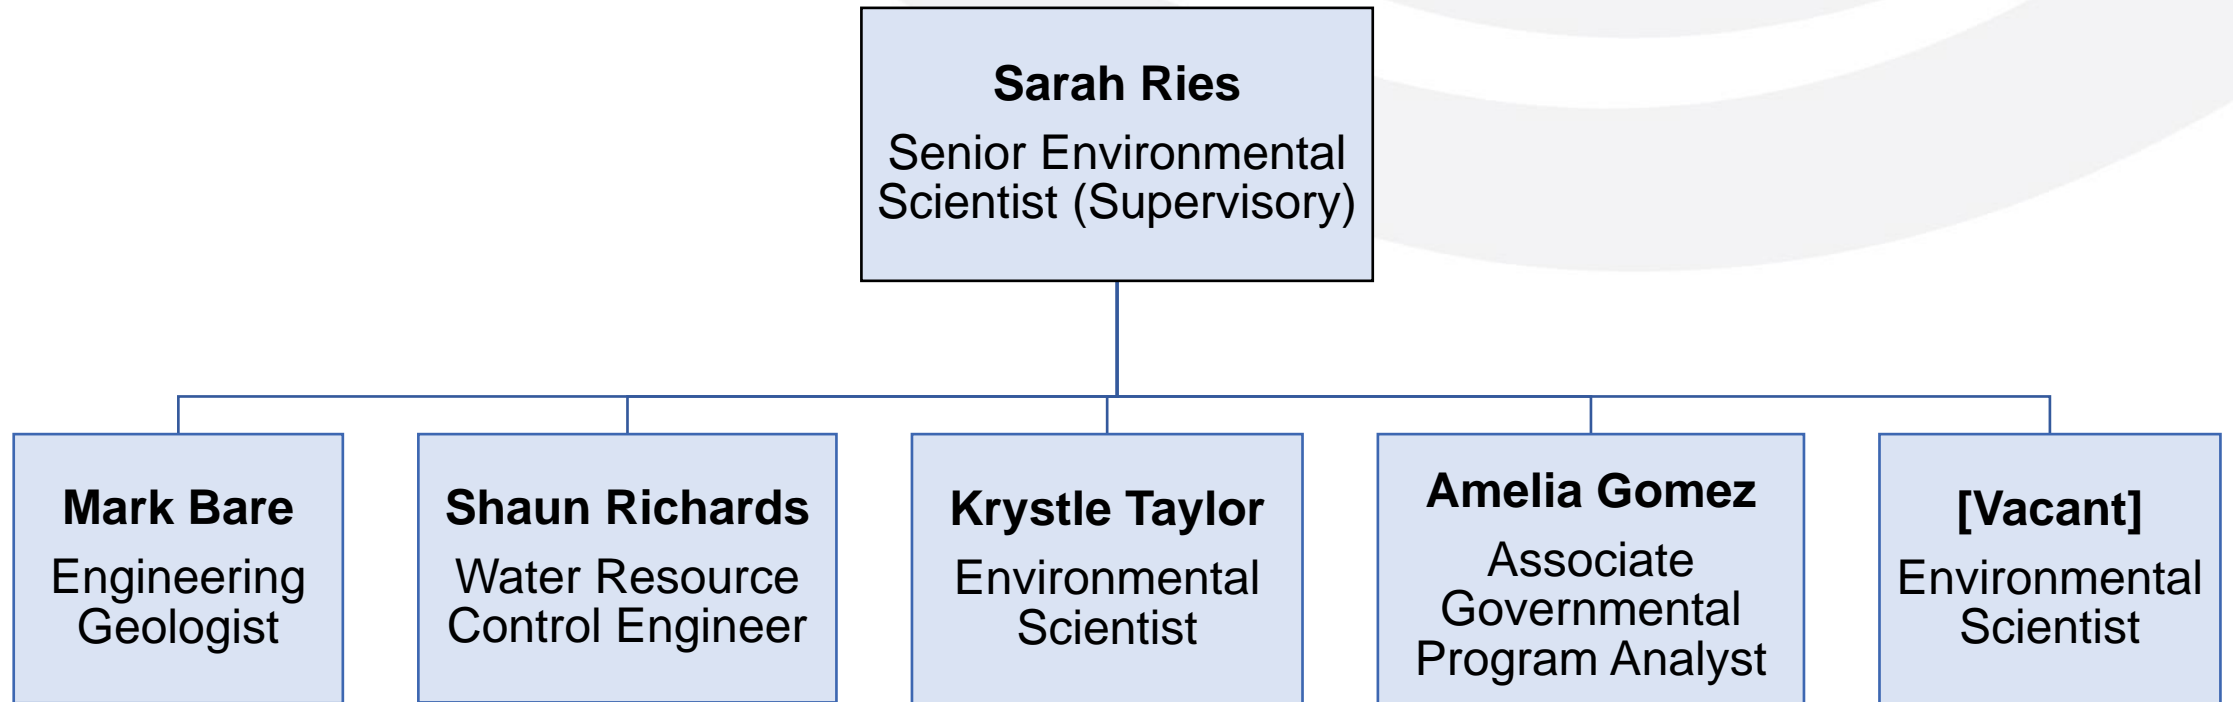 Sarah Ries
Senior Environmental
Scientist (Supervisory)
Mark Bare
Engineering
Geologist
Shaun Richards
Water Resource
Control Engineer
Krystle Taylor
Environmental
Scientist
Amelia Gomez
Associate
Governmental
Program Analyst
[Vacant]
Environmental
Scientist